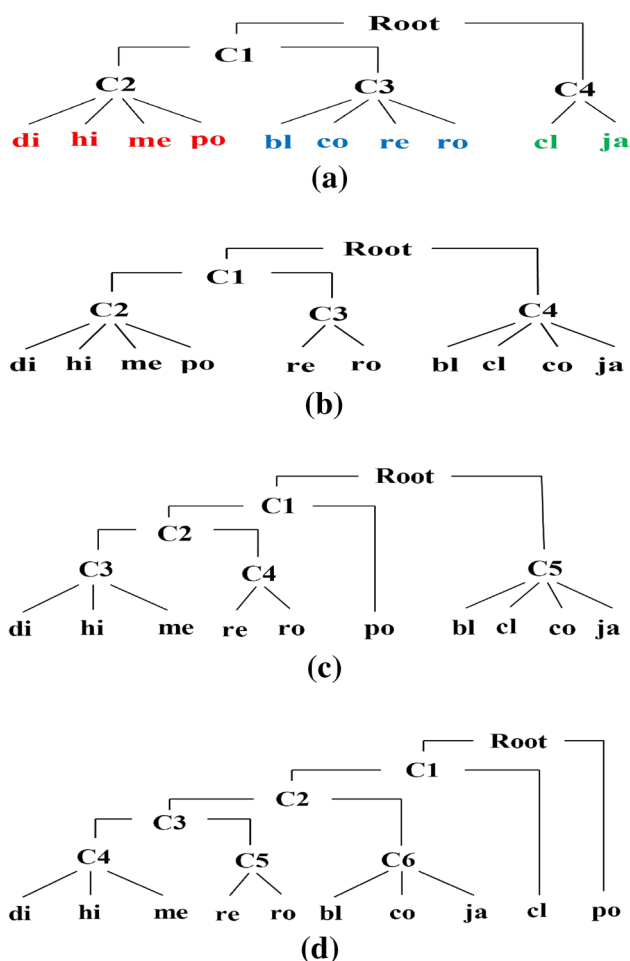 Root
C1
C2 C3 C4
di hi me po bl co re ro cl ja
(a)
Root
C1
C2 C3 C4
di hi me po re ro bl cl co ja
(b)
Root
C1
C2
C3 C4 C5
di hi me re ro po bl cl co ja
(c)
Root
C1
C2
C3
C4 C5 C6
di hi me re ro bl co ja cl po
(d)